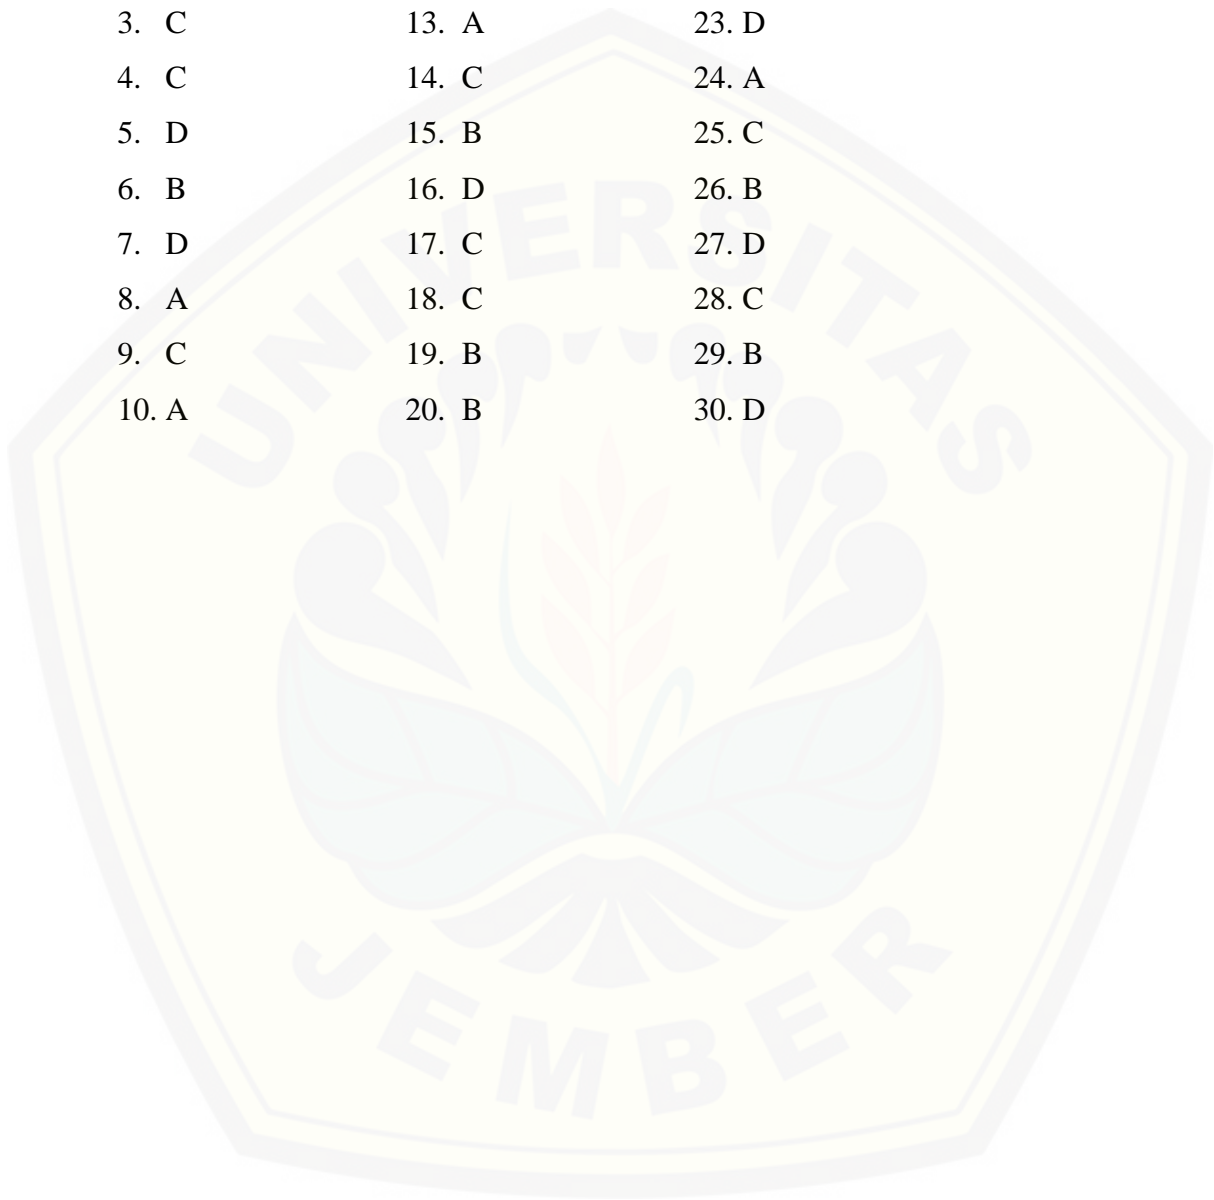 3. C 13. A 23. D
4. C 14. C 24. A
5. D 15. B 25. C
6. B 16. D 26. B
7. D 17. C 27. D
8. A 18. C 28. C
9. C 19. B 29. B
10. A 20. B 30. D
UNIVERSITAS
JEMBER